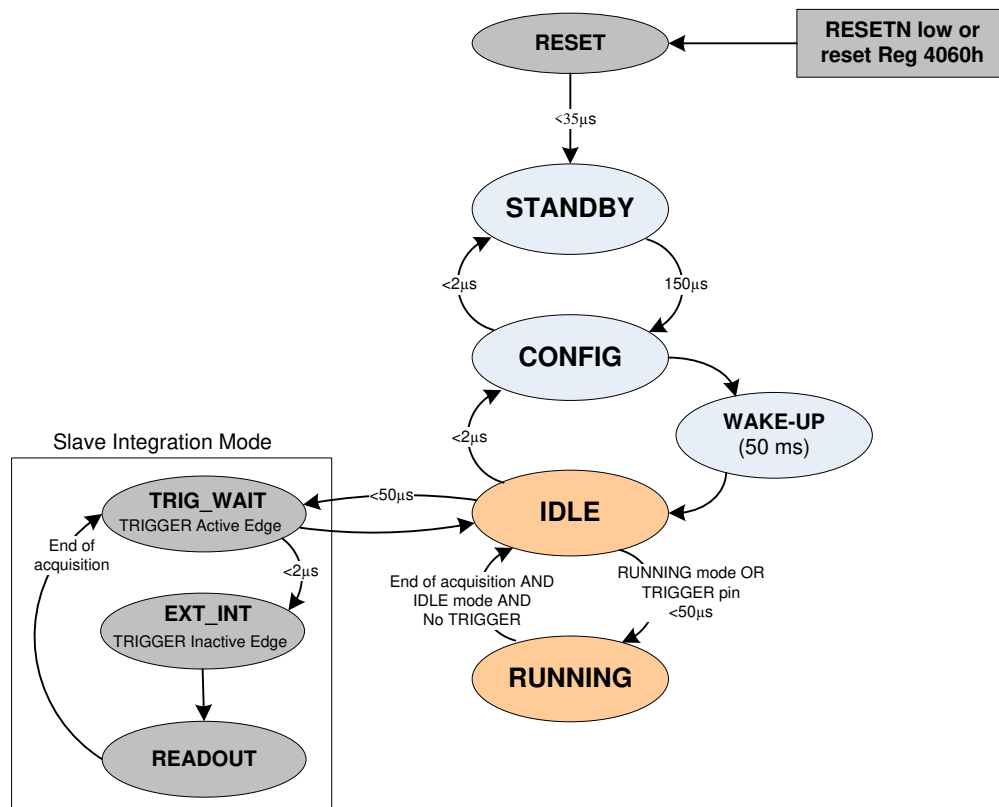 RESET
RESETN low or
reset Reg 4060h
<35µs
STANDBY
<2µs
150µs
CONFIG
WAKE-UP
(50 ms)
<2µs
Slave Integration Mode
TRIG_WAIT
TRIGGER Active Edge
<50µs
IDLE
End of
acquisition
<2µs
EXT_INT
TRIGGER Inactive Edge
End of acquisition AND
IDLE mode AND
No TRIGGER
RUNNING mode OR
TRIGGER pin
<50µs
RUNNING
READOUT